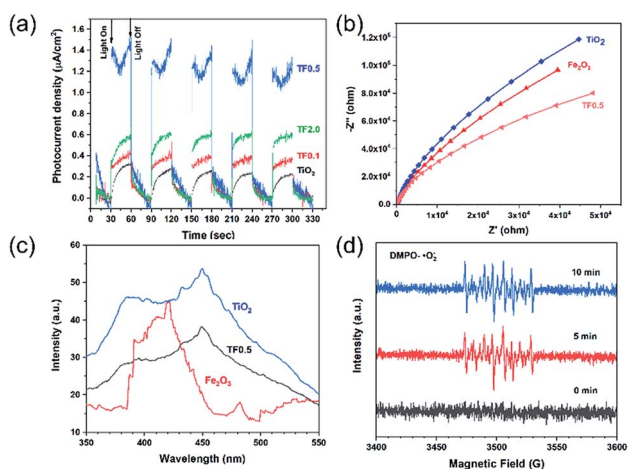 (a)
Photocurrent density (μA/cm²)
1.6
1.4
1.2
1.0
0.8
0.6
0.4
0.2
0.0
Light On
Light Off
TF0.5
TF2.0
TF0.1
TiO₂
0 30 60 90 120 150 180 210 240 270 300 330
Time (sec)
(b)
-Z'' (ohm)
1.2x10⁵
1.0x10⁵
8.0x10⁴
6.0x10⁴
4.0x10⁴
2.0x10⁴
0.0
TiO₂
Fe₂O₃
TF0.5
1x10⁴ 2x10⁴ 3x10⁴ 4x10⁴ 5x10⁴
Z' (ohm)
(c)
Intensity (a.u.)
60
50
40
30
20
10
TiO₂
TF0.5
Fe₂O₃
350 400 450 500 550
Wavelength (nm)
(d)
Intensity (a.u.)
DMPO- •O₂⁻
10 min
5 min
0 min
3400 3450 3500 3550 3600
Magnetic Field (G)